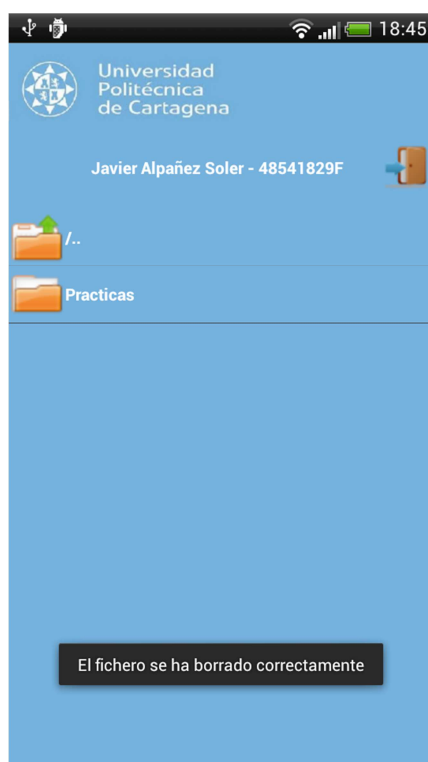 18:45
Universidad
Politécnica
de Cartagena
Javier Alpañez Soler - 48541829F
/..
Practicas
El fichero se ha borrado correctamente